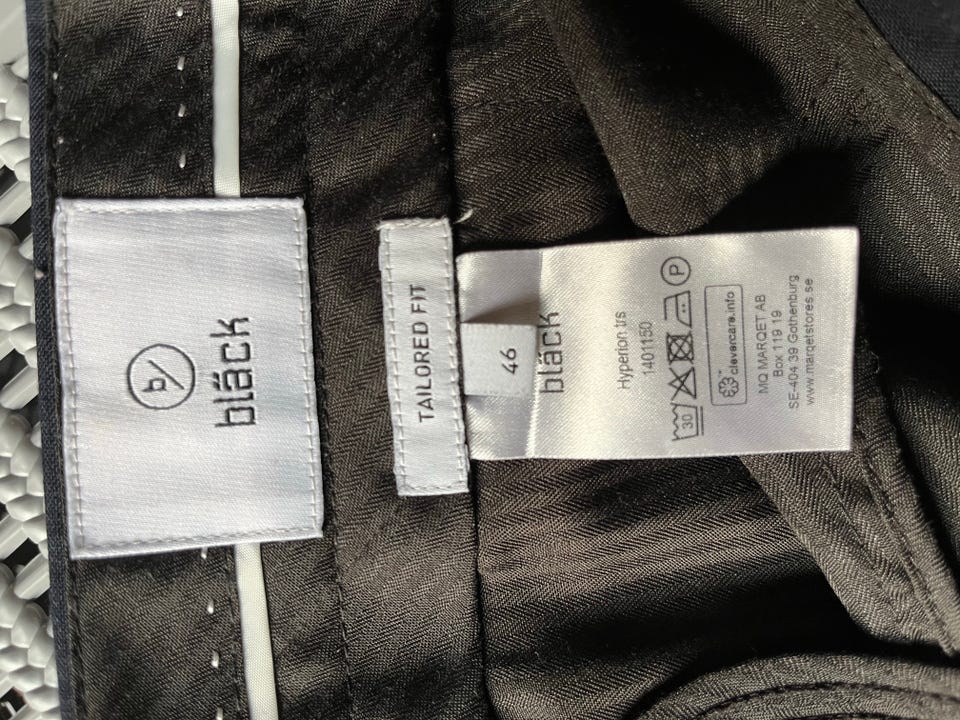 b/
bläck
TAILORED FIT
46
bläck
Hyperion trs
1401150
30
P
clevercare.info
MQ MARQET AB
Box 119 19
SE-404 39 Gothenburg
www.marqetstores.se